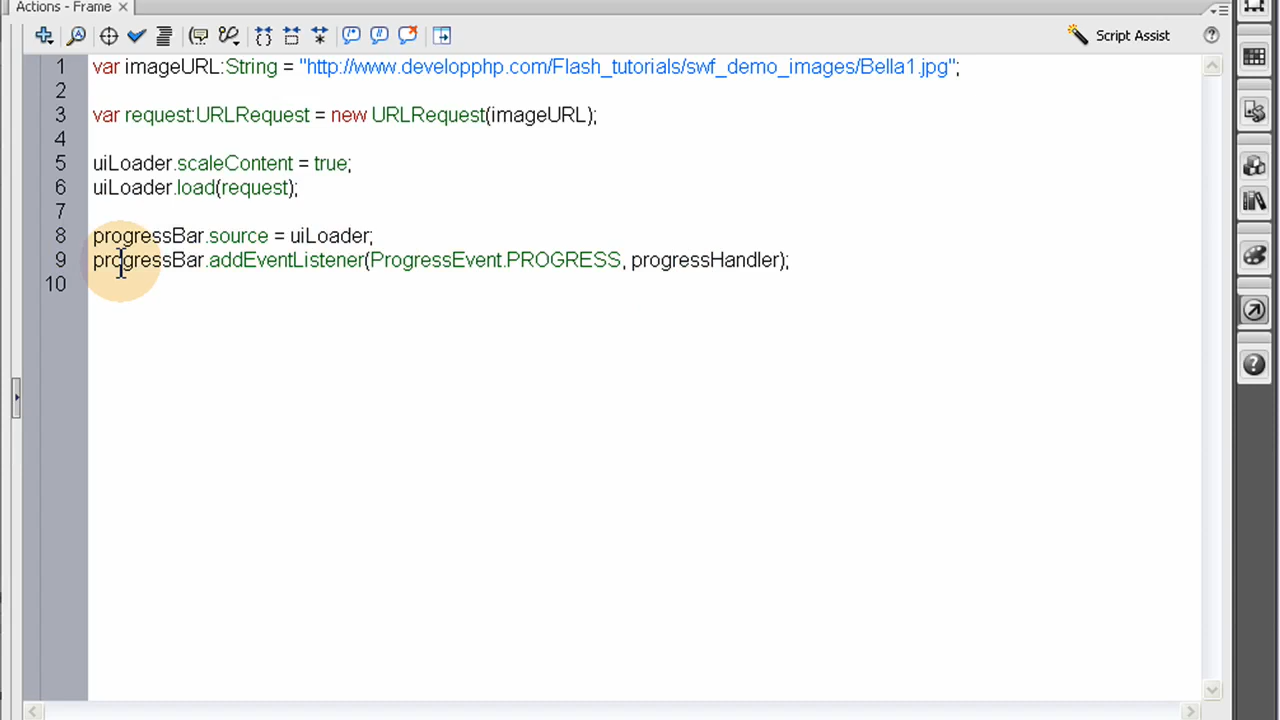 Actions - Frame
Script Assist
1 var imageURL:String = "http://www.developphp.com/Flash_tutorials/swf_demo_images/Bella1.jpg";
2
3 var request:URLRequest = new URLRequest(imageURL);
4
5 uiLoader.scaleContent = true;
6 uiLoader.load(request);
7
8 progressBar.source = uiLoader;
9 progressBar.addEventListener(ProgressEvent.PROGRESS, progressHandler);
10